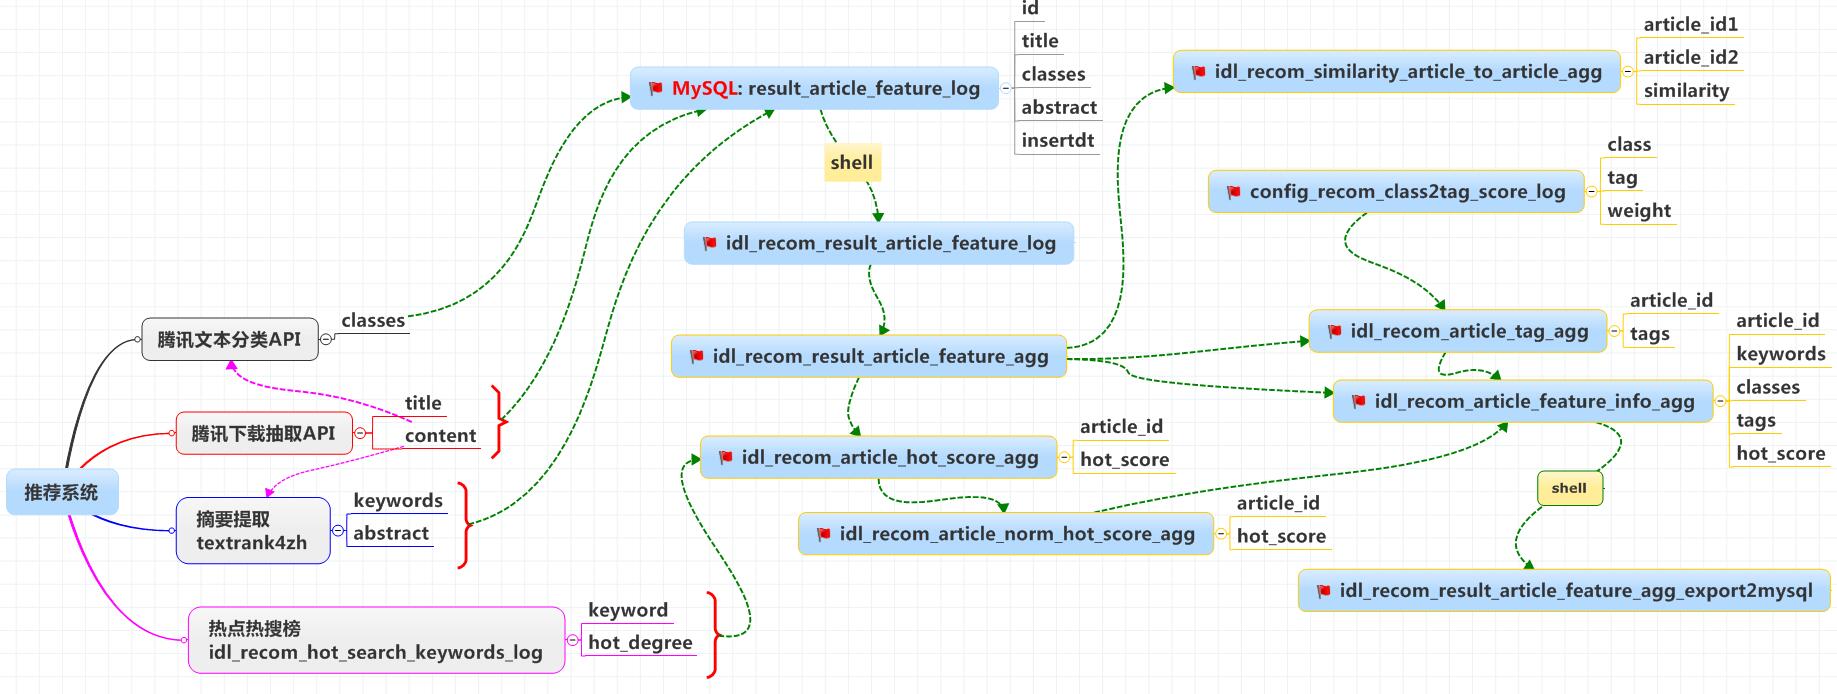 推荐系统
腾讯文本分类API
classes
腾讯下载抽取API
title
content
摘要提取
textrank4zh
keywords
abstract
热点热搜榜
idl_recom_hot_search_keywords_log
keyword
hot_degree
MySQL: result_article_feature_log
id
title
classes
abstract
insertdt
shell
idl_recom_result_article_feature_log
idl_recom_result_article_feature_agg
idl_recom_article_hot_score_agg
article_id
hot_score
idl_recom_article_norm_hot_score_agg
article_id
hot_score
idl_recom_similarity_article_to_article_agg
article_id1
article_id2
similarity
config_recom_class2tag_score_log
class
tag
weight
idl_recom_article_tag_agg
article_id
tags
idl_recom_article_feature_info_agg
article_id
keywords
classes
tags
hot_score
shell
idl_recom_result_article_feature_agg_export2mysql